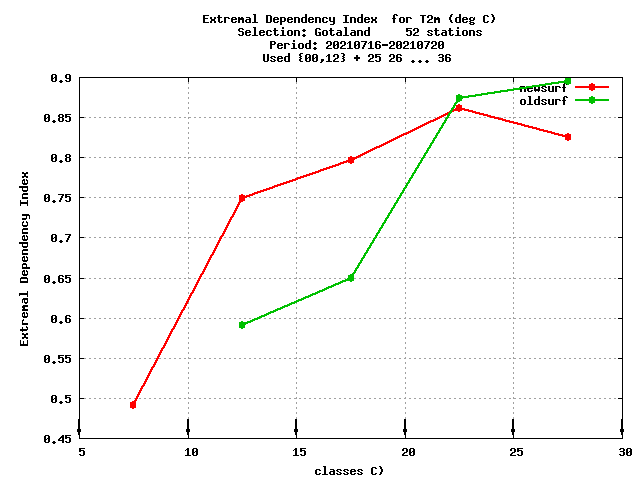 Extremal Dependency Index  for T2m (deg C)
Selection: Gotaland     52 stations
Period: 20210716-20210720
Used {00,12} + 25 26 ... 36
newsurf
oldsurf
Extremal Dependency Index
0.9
0.85
0.8
0.75
0.7
0.65
0.6
0.55
0.5
0.45
5 10 15 20 25 30
classes C)